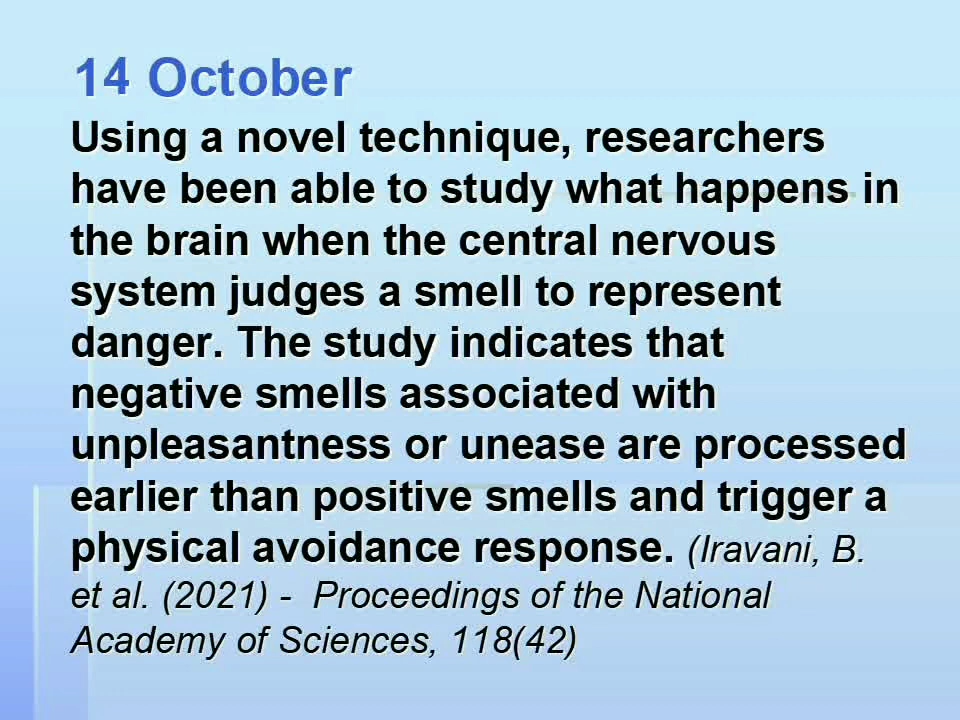 14 October
Using a novel technique, researchers
have been able to study what happens in
the brain when the central nervous
system judges a smell to represent
danger. The study indicates that
negative smells associated with
unpleasantness or unease are processed
earlier than positive smells and trigger a
physical avoidance response. (Iravani, B.
et al. (2021) -  Proceedings of the National
Academy of Sciences, 118(42)